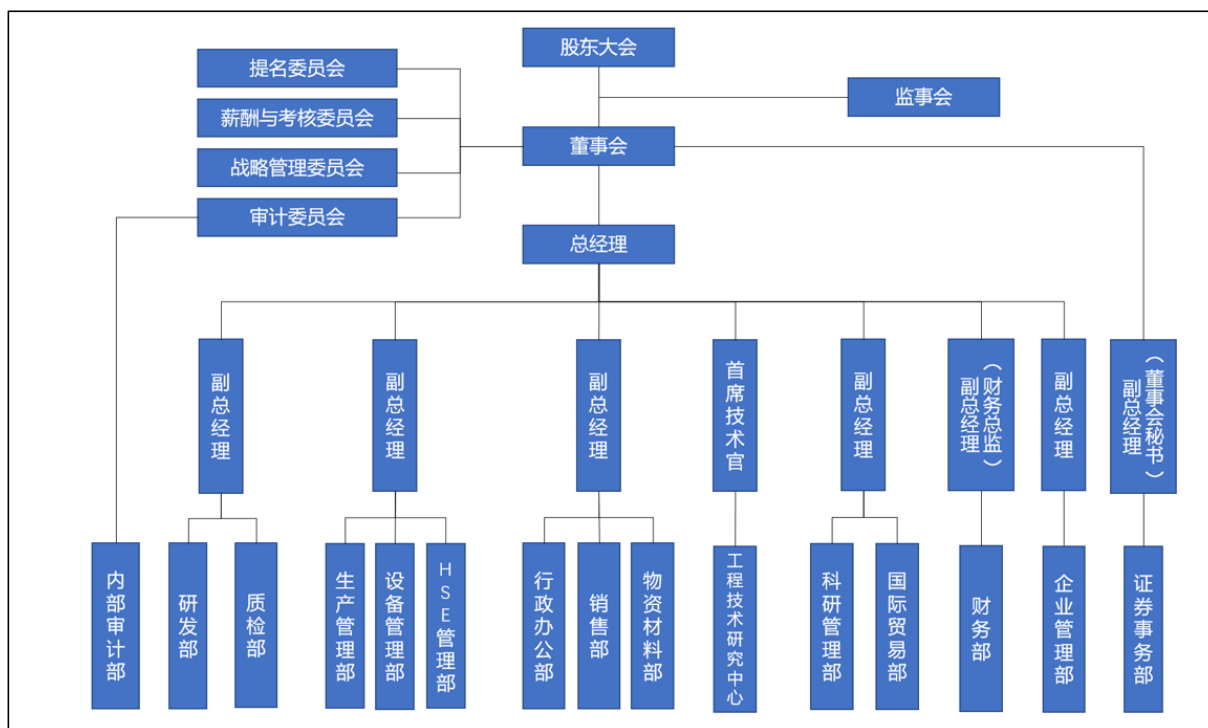 股东大会
提名委员会
监事会
薪酬与考核委员会
董事会
战略管理委员会
审计委员会
总经理
副总经理
副总经理
副总经理
首席技术官
副总经理
副总经理
（财务总监）
副总经理
副总经理
（董事会秘书）
内部审计部
研发部
质检部
生产管理部
设备管理部
HSE管理部
行政办公部
销售部
物资材料部
工程技术研究中心
科研管理部
国际贸易部
财务部
企业管理部
证券事务部